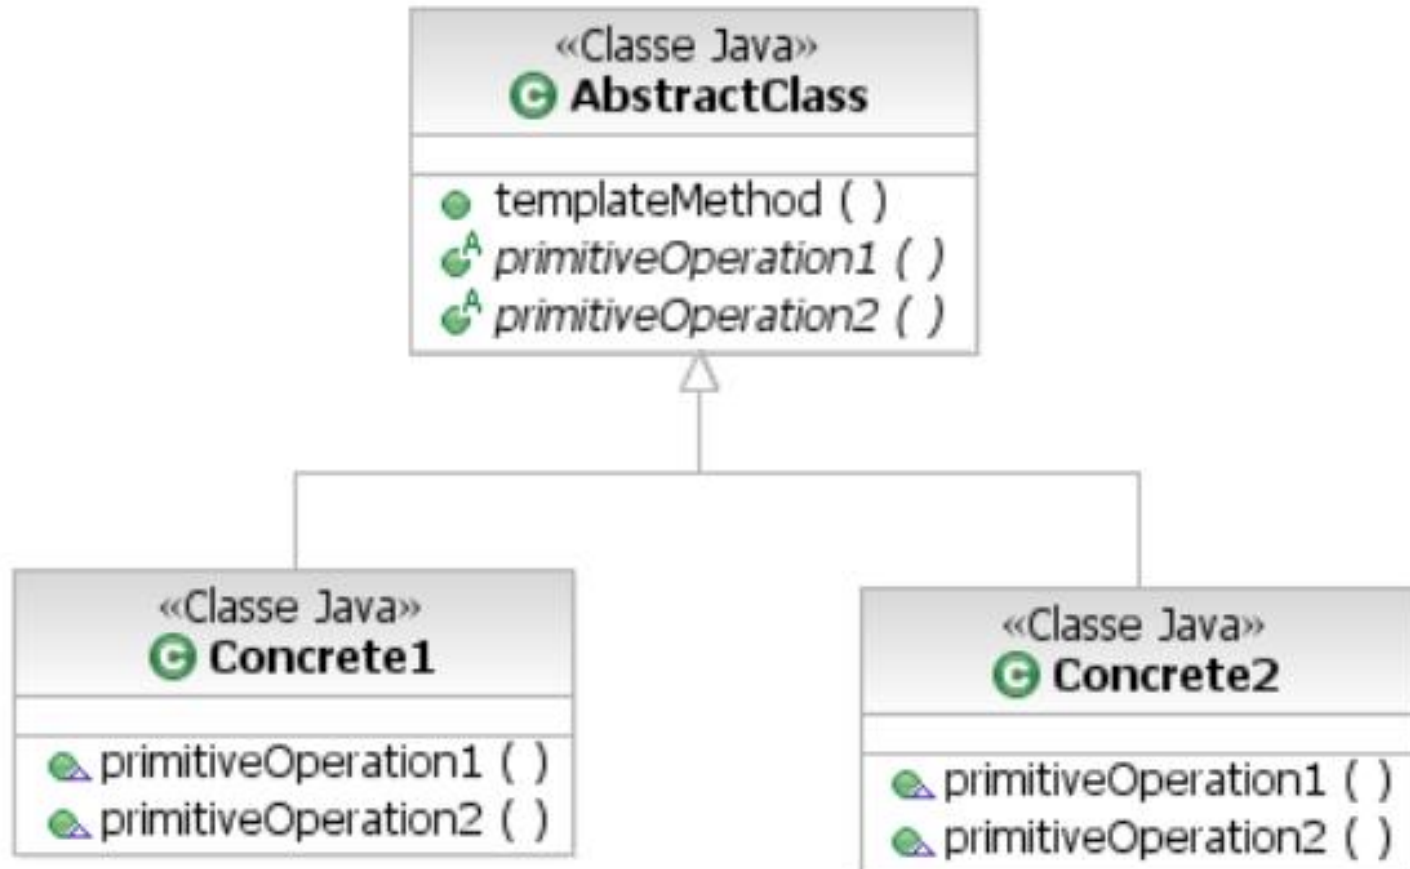 «Classe Java»
C AbstractClass
templateMethod ( )
A primitiveOperation1 ( )
A primitiveOperation2 ( )
«Classe Java»
C Concrete1
primitiveOperation1 ( )
primitiveOperation2 ( )
«Classe Java»
C Concrete2
primitiveOperation1 ( )
primitiveOperation2 ( )